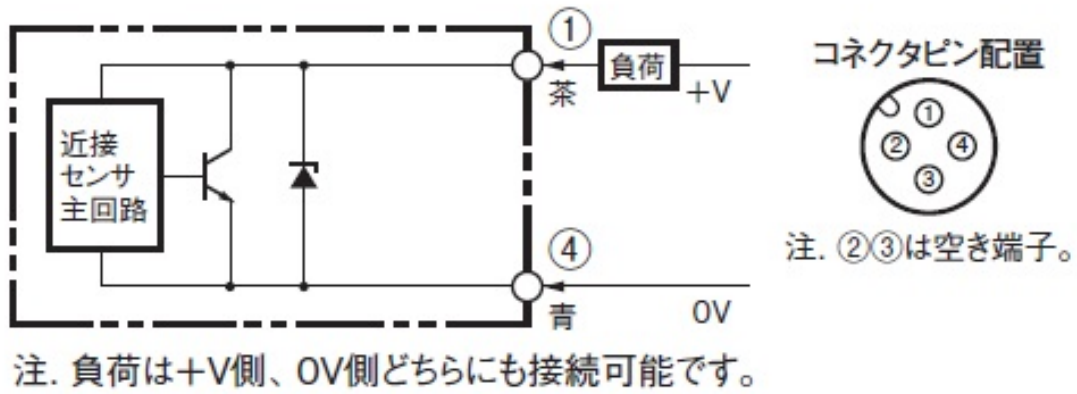 ①
負荷
茶
+V
近接
センサ
主回路
④
青
0V
コネクタピン配置
①
②
④
③
注. ②③は空き端子。
注. 負荷は+V側、0V側どちらにも接続可能です。